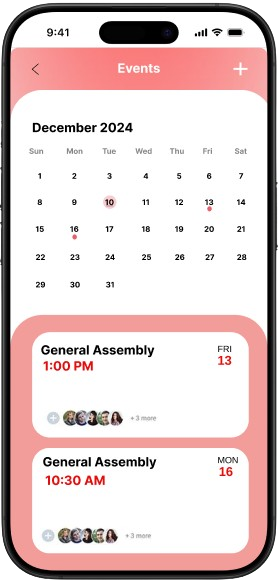 9:41
Events
December 2024
Sun Mon Tue Wed Thu Fri Sat
1 2 3 4 5 6 7
8 9 10 11 12 13 14
15 16 17 18 19 20 21
22 23 24 25 26 27 28
29 30 31
General Assembly
FRI
1:00 PM
13
+ 3 more
General Assembly
MON
10:30 AM
16
+ 3 more